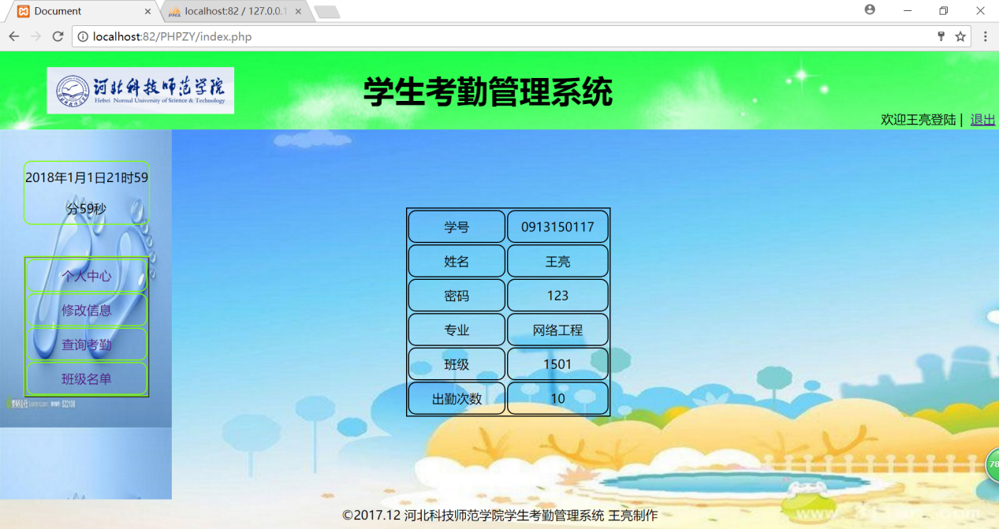 Document
localhost:82 / 127.0.0.1
localhost:82/PHPZY/index.php
河北科技师范学院
Hebei Normal University of Science & Technology
学生考勤管理系统
欢迎王亮登陆 | 退出
2018年1月1日21时59
分59秒
个人中心
修改信息
查询考勤
班级名单
学号 0913150117
姓名 王亮
密码 123
专业 网络工程
班级 1501
出勤次数 10
78
©2017.12 河北科技师范学院学生考勤管理系统 王亮制作